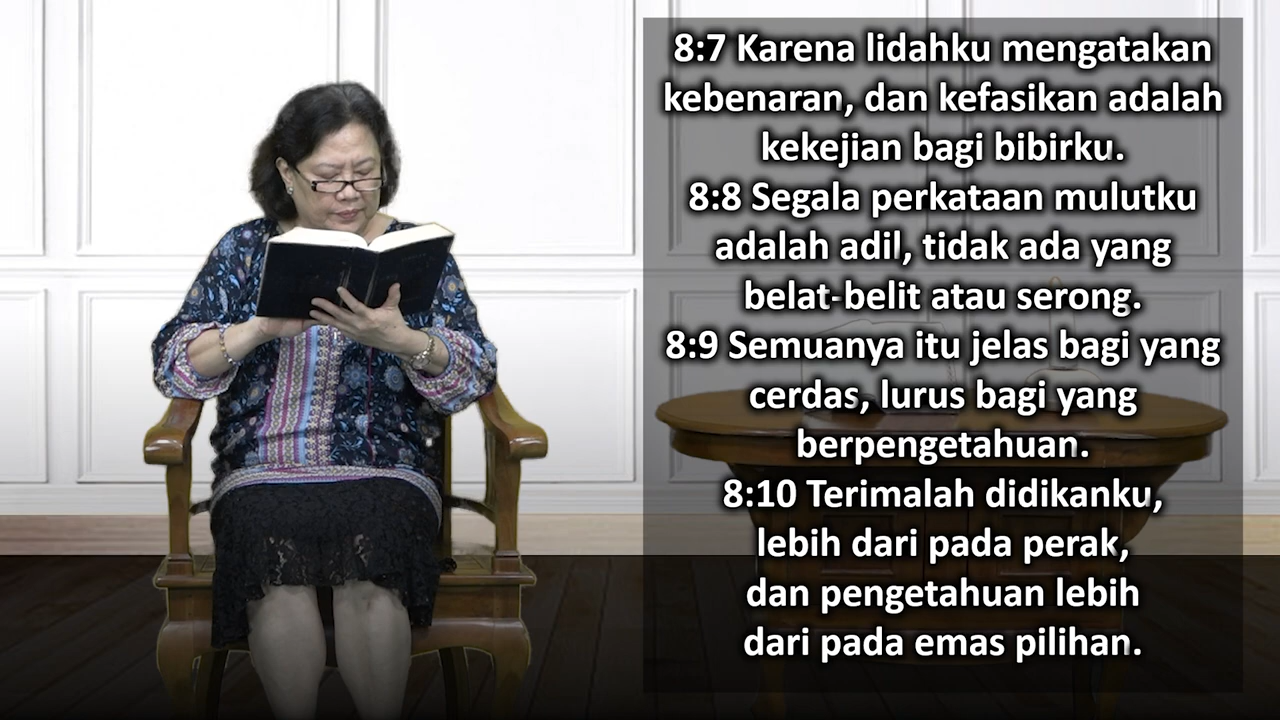 8:7 Karena lidahku mengatakan
kebenaran, dan kefasikan adalah
kekejian bagi bibirku.
8:8 Segala perkataan mulutku
adalah adil, tidak ada yang
belat-belit atau serong.
8:9 Semuanya itu jelas bagi yang
cerdas, lurus bagi yang
berpengetahuan.
8:10 Terimalah didikanku,
lebih dari pada perak,
dan pengetahuan lebih
dari pada emas pilihan.